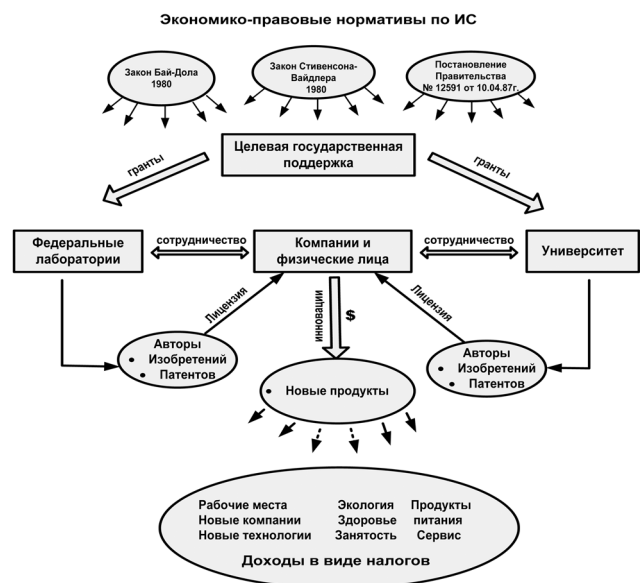 Экономико-правовые нормативы по ИС
Закон Бай-Дола
1980
Закон Стивенсона-
Вайдлера
1980
Постановление
Правительства
№ 12591 от 10.04.87г.
Целевая государственная
поддержка
гранты
гранты
Федеральные
лаборатории
сотрудничество
Компании и
физические лица
сотрудничество
Университет
Лицензия
инновации
$
Лицензия
Авторы
• Изобретений
• Патентов
Авторы
• Изобретений
• Патентов
• Новые продукты
Рабочие места Экология Продукты
Новые компании Здоровье питания
Новые технологии Занятость Сервис
Доходы в виде налогов